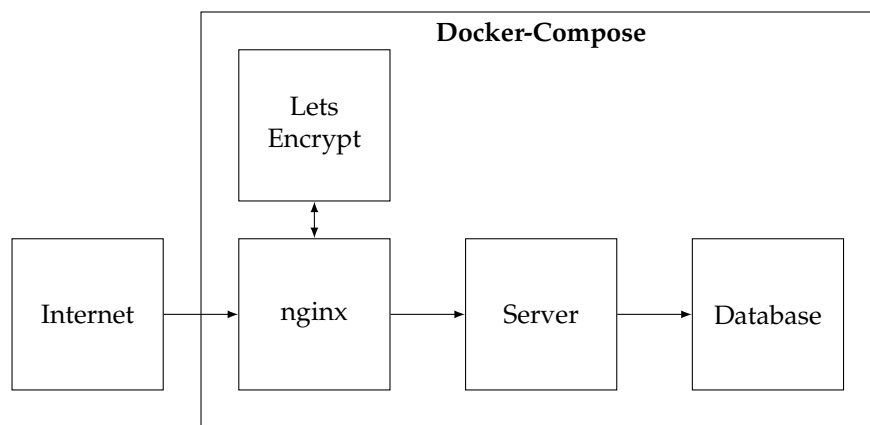 Docker-Compose
Lets
Encrypt
Internet
nginx
Server
Database